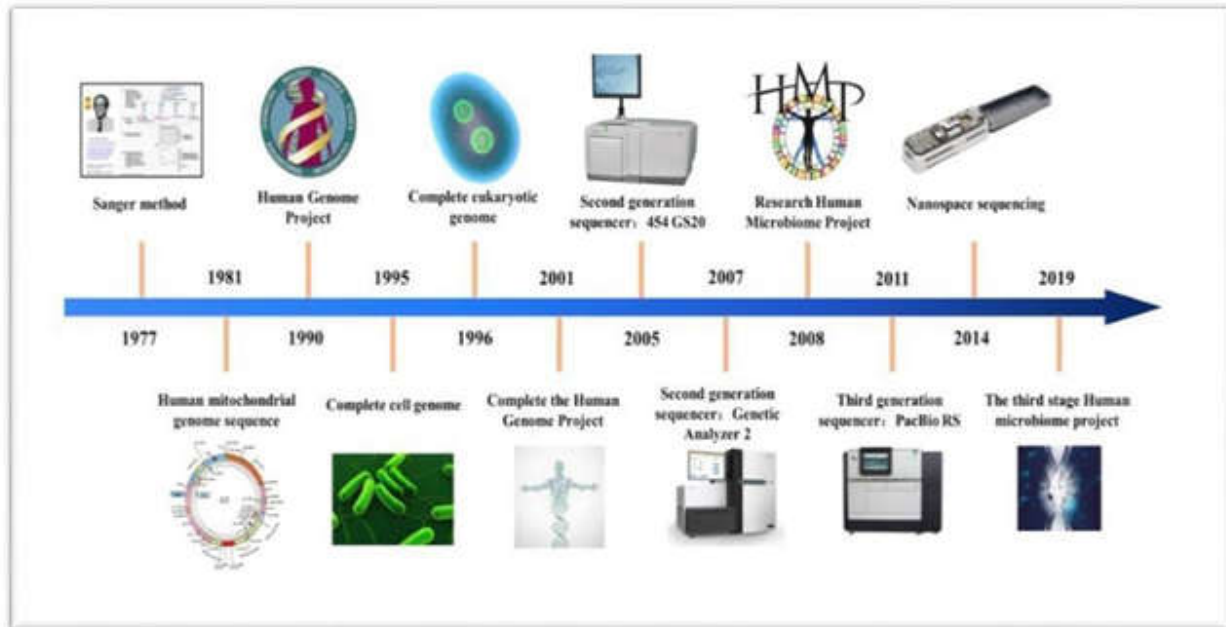 Sanger method
Human Genome
Project
Complete eukaryotic
genome
Second generation
sequencer：454 GS20
HMP
Research Human
Microbiome Project
Nanospace sequencing
1981
1995
2001
2007
2011
2019
1977
1990
1996
2005
2008
2014
Human mitochondrial
genome sequence
Complete cell genome
Complete the Human
Genome Project
Second generation
sequencer：Genetic
Analyzer 2
Third generation
sequencer：PacBio RS
The third stage Human
microbiome project